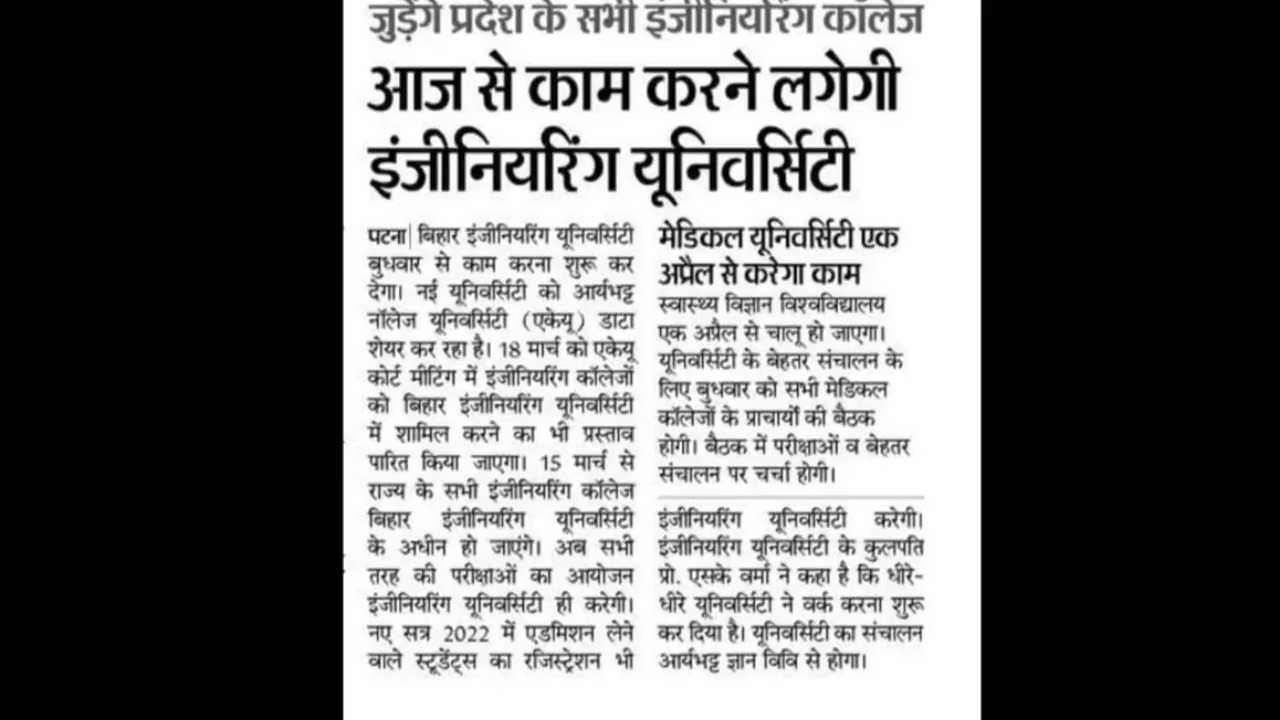 जुड़ेंगे प्रदेश के सभी इंजीनियरिंग कॉलेज
आज से काम करने लगेगी
इंजीनियरिंग यूनिवर्सिटी
पटना| बिहार इंजीनियरिंग यूनिवर्सिटी
बुधवार से काम करना शुरू कर
देगा। नई यूनिवर्सिटी को आर्यभट्ट
नॉलेज यूनिवर्सिटी (एकेयू) डाटा
शेयर कर रहा है। 18 मार्च को एकेयू
कोर्ट मीटिंग में इंजीनियरिंग कॉलेजों
को बिहार इंजीनियरिंग यूनिवर्सिटी
में शामिल करने का भी प्रस्ताव
पारित किया जाएगा। 15 मार्च से
राज्य के सभी इंजीनियरिंग कॉलेज
बिहार इंजीनियरिंग यूनिवर्सिटी
के अधीन हो जाएंगे। अब सभी
तरह की परीक्षाओं का आयोजन
इंजीनियरिंग यूनिवर्सिटी ही करेगी।
नए सत्र 2022 में एडमिशन लेने
वाले स्टूडेंट्स का रजिस्ट्रेशन भी
मेडिकल यूनिवर्सिटी एक
अप्रैल से करेगा काम
स्वास्थ्य विज्ञान विश्वविद्यालय
एक अप्रैल से चालू हो जाएगा।
यूनिवर्सिटी के बेहतर संचालन के
लिए बुधवार को सभी मेडिकल
कॉलेजों के प्राचार्यों की बैठक
होगी। बैठक में परीक्षाओं व बेहतर
संचालन पर चर्चा होगी।
इंजीनियरिंग यूनिवर्सिटी करेगी।
इंजीनियरिंग यूनिवर्सिटी के कुलपति
प्रो. एसके वर्मा ने कहा है कि धीरे-
धीरे यूनिवर्सिटी ने वर्क करना शुरू
कर दिया है। यूनिवर्सिटी का संचालन
आर्यभट्ट ज्ञान विवि से होगा।